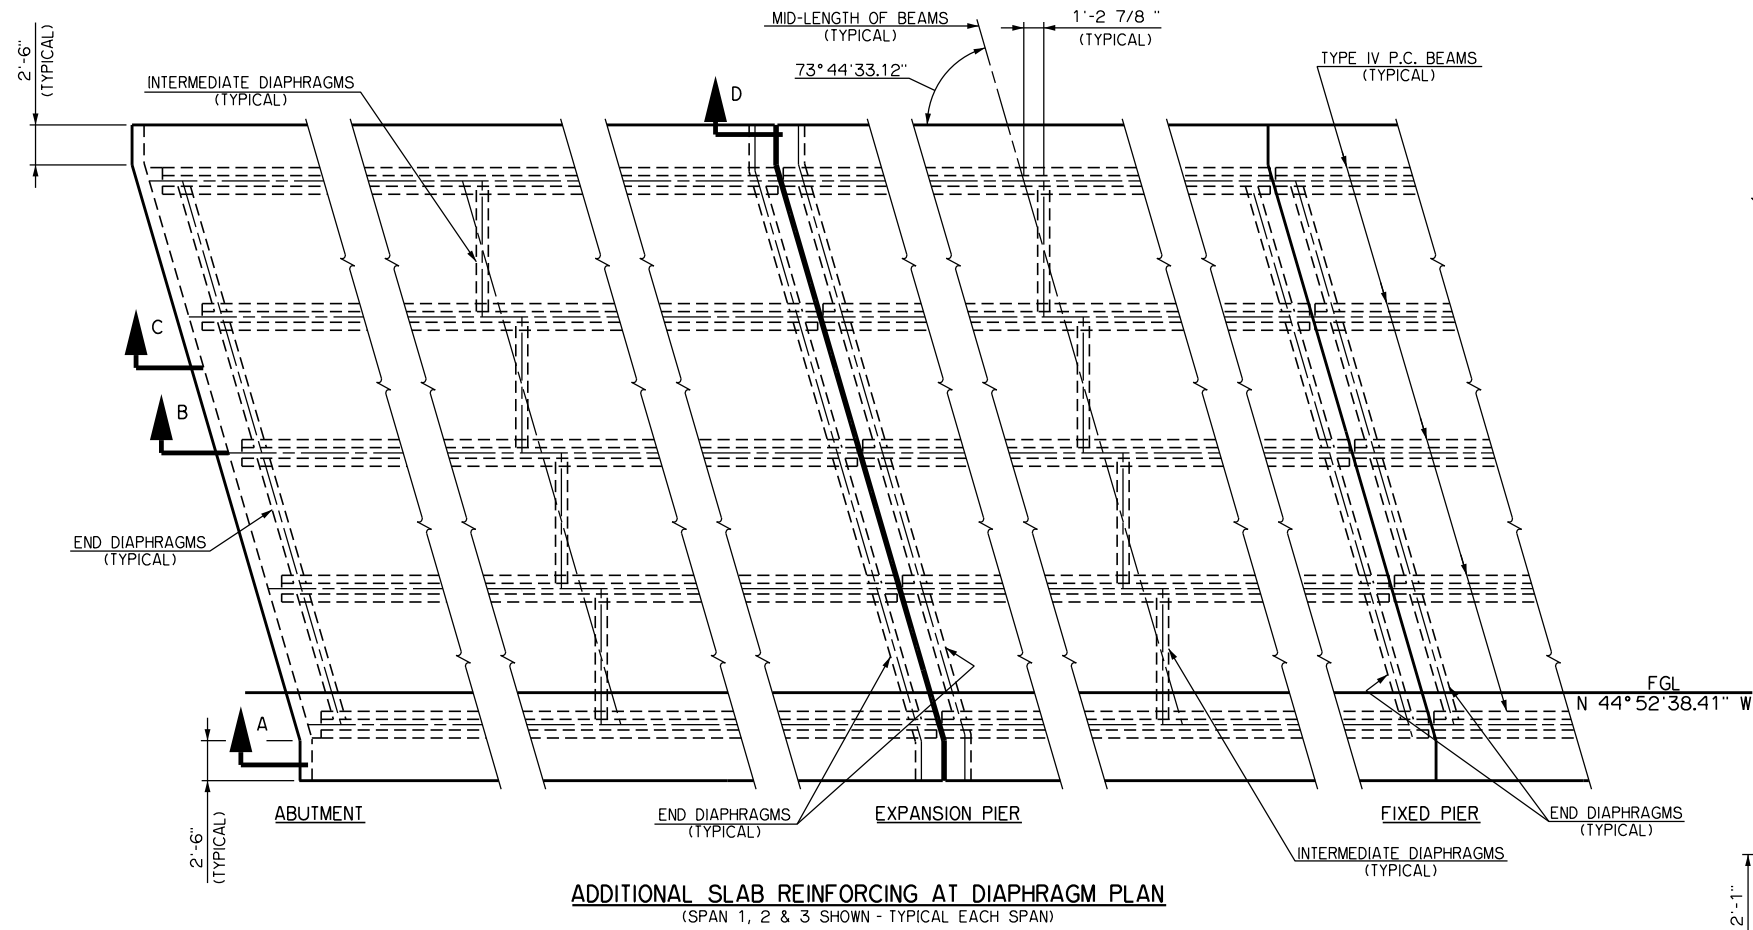 MID-LENGTH OF BEAMS
(TYPICAL)
1'-2 7/8 "
(TYPICAL)
2'-6"
(TYPICAL)
73°44'33.12"
TYPE IV P.C. BEAMS
(TYPICAL)
INTERMEDIATE DIAPHRAGMS
(TYPICAL)
D
C
B
END DIAPHRAGMS
(TYPICAL)
FGL
N 44°52'38.41" W
A
2'-6"
(TYPICAL)
ABUTMENT
END DIAPHRAGMS
(TYPICAL)
EXPANSION PIER
FIXED PIER
END DIAPHRAGMS
(TYPICAL)
INTERMEDIATE DIAPHRAGMS
(TYPICAL)
2'-1"
ADDITIONAL SLAB REINFORCING AT DIAPHRAGM PLAN
(SPAN 1, 2 & 3 SHOWN - TYPICAL EACH SPAN)